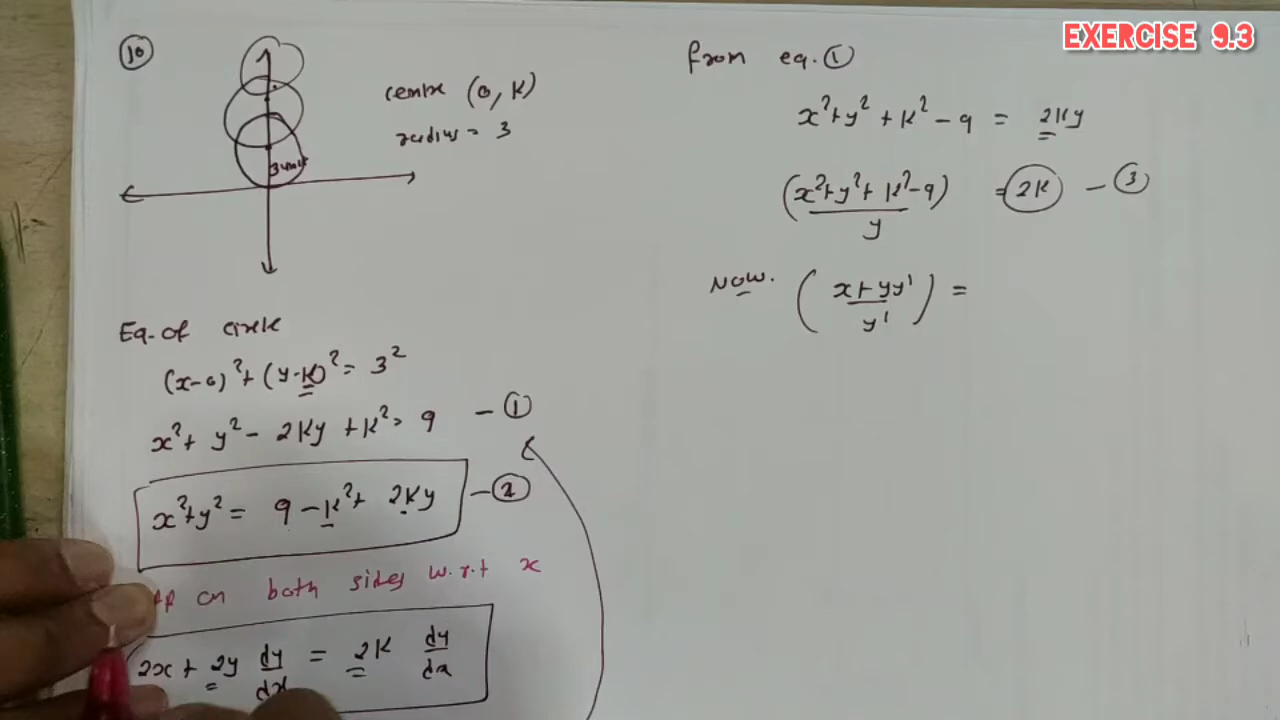 EXERCISE 9.3
10
centre (0, K)
radius = 3
3 unit
Eq. of circle
(x-0)² + (y-k)² = 3²
x² + y² - 2Ky + k² = 9 - ①
x² + y² = 9 - k² + 2Ky - ②
on both sides w.r.t x
2x + 2y dy/dx = 2K dy/dx
from eq. ①
x² + y² + k² - 9 = 2Ky
(x² + y² + k² - 9)/y = 2K - ③
Now. (x + yy'/y') =